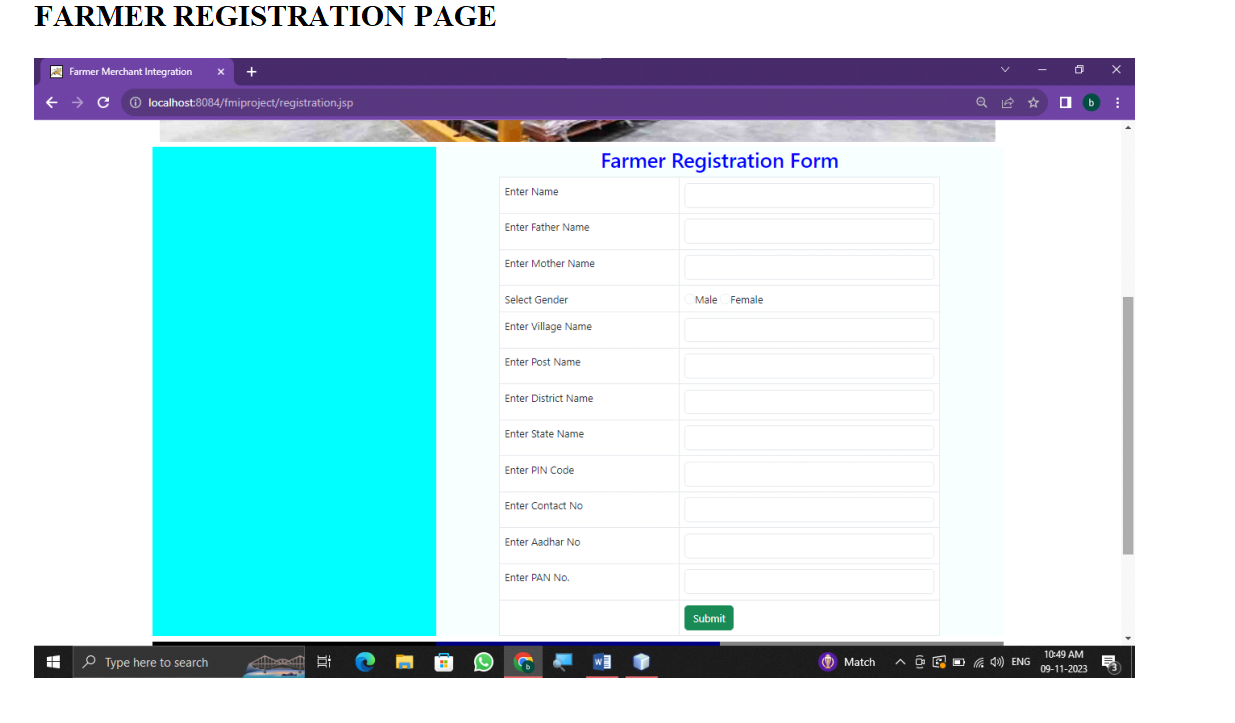 FARMER REGISTRATION PAGE
Farmer Merchant Integration
localhost:8084/fmiproject/registration.jsp
b
Farmer Registration Form
Enter Name
Enter Father Name
Enter Mother Name
Select Gender Male Female
Enter Village Name
Enter Post Name
Enter District Name
Enter State Name
Enter PIN Code
Enter Contact No
Enter Aadhar No
Enter PAN No.
Submit
Type here to search
Match
ENG
10:49 AM
09-11-2023
3